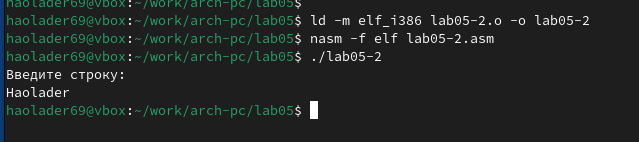 haolader69@vbox:~/work/arch-pc/lab05$
haolader69@vbox:~/work/arch-pc/lab05$ ld -m elf_i386 lab05-2.o -o lab05-2
haolader69@vbox:~/work/arch-pc/lab05$ nasm -f elf lab05-2.asm
haolader69@vbox:~/work/arch-pc/lab05$ ./lab05-2
Введите строку:
Haolader
haolader69@vbox:~/work/arch-pc/lab05$